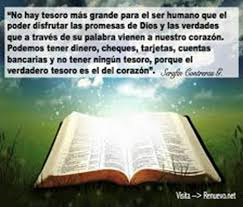 “No hay tesoro más grande para el ser humano que el
poder disfrutar las promesas de Dios y las verdades
que a través de su palabra vienen a nuestro corazón.
Podemos tener dinero, cheques, tarjetas, cuentas
bancarias y no tener ningún tesoro, porque el
verdadero tesoro es el del corazón”. Serafín Contreras G.
Visita --> Renuevo.net